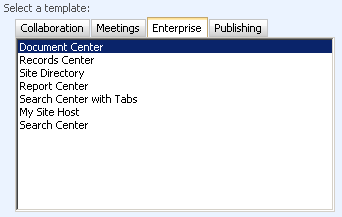 Select a template:
Collaboration Meetings Enterprise Publishing
Document Center
Records Center
Site Directory
Report Center
Search Center with Tabs
My Site Host
Search Center